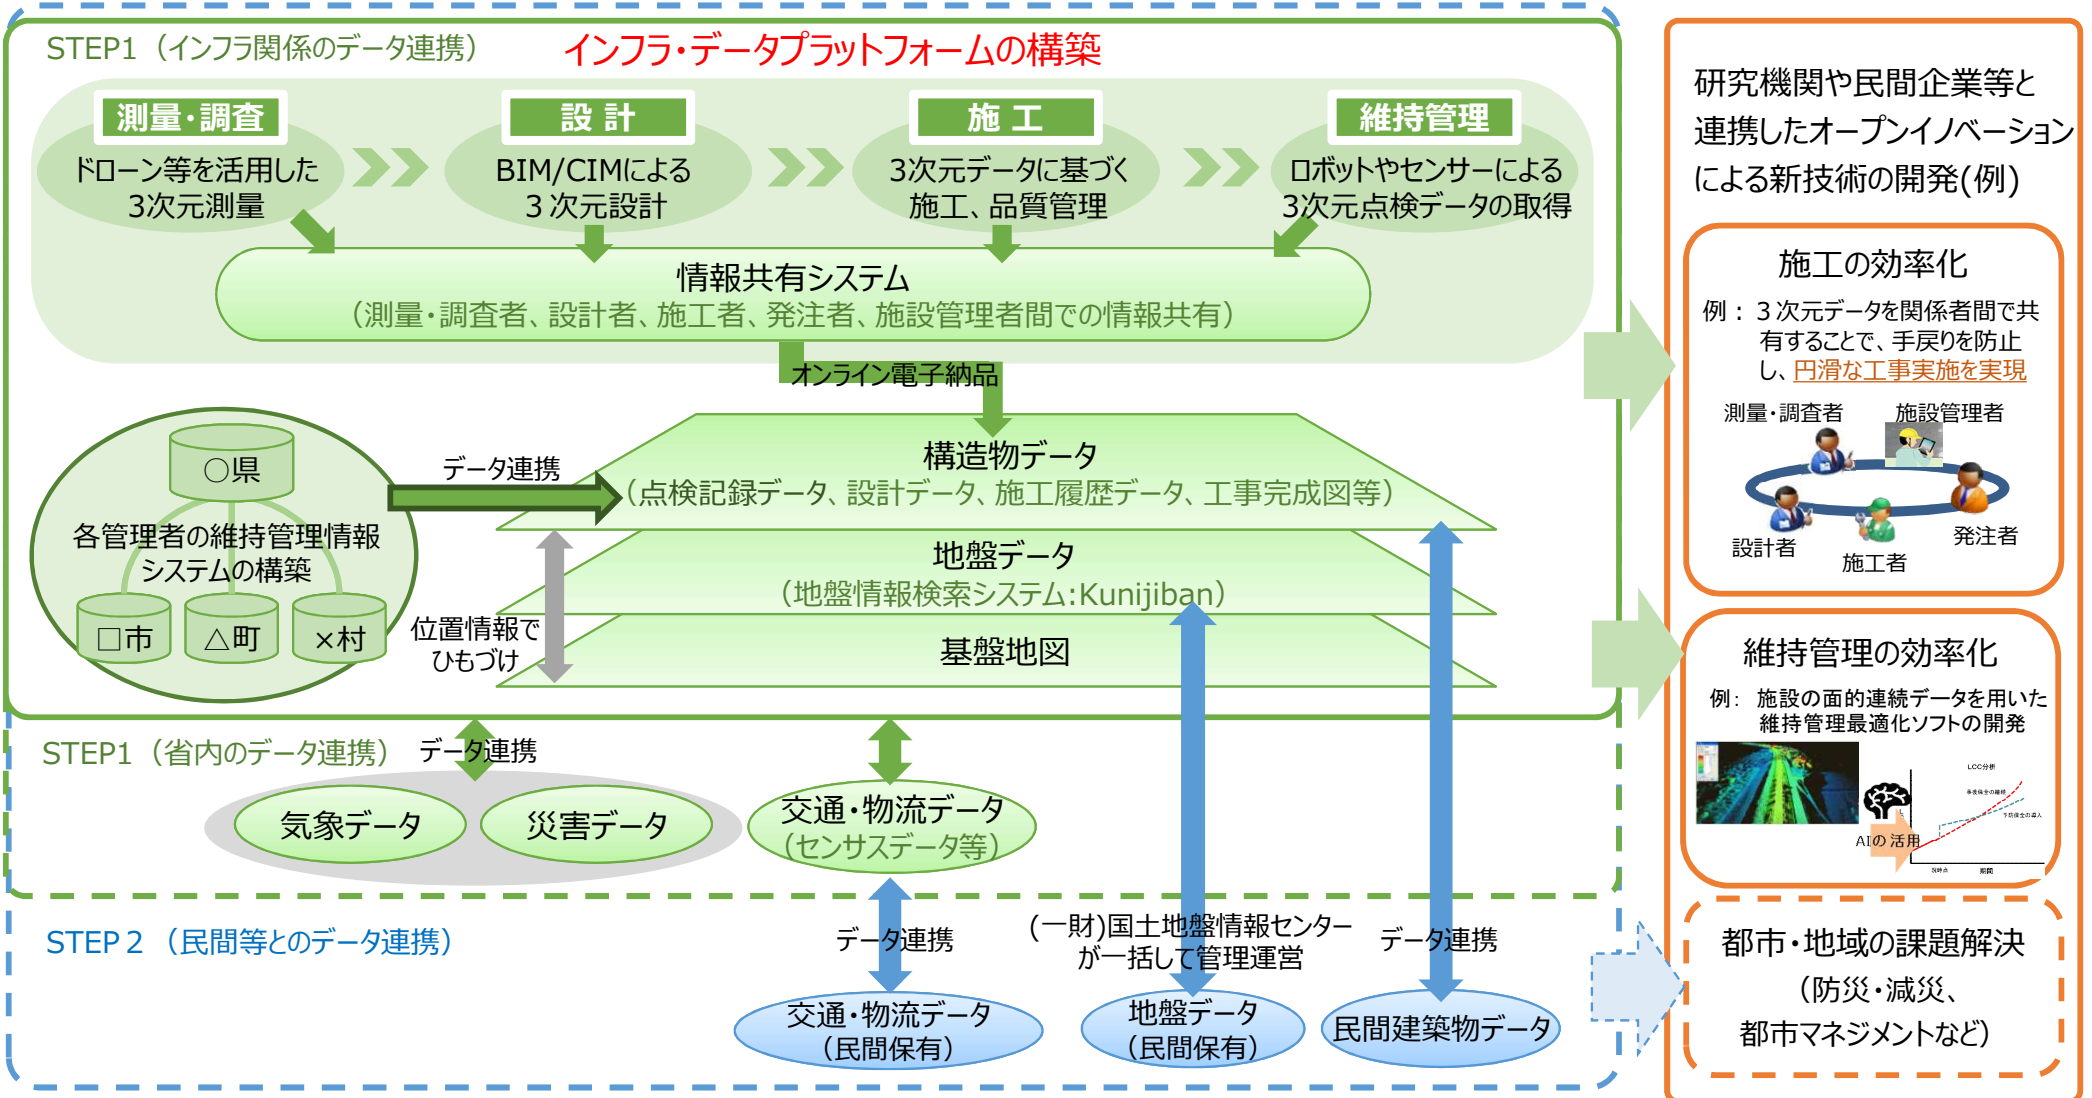 STEP1（インフラ関係のデータ連携）
インフラ・データプラットフォームの構築
測量・調査
ドローン等を活用した
3次元測量
設 計
BIM/CIMによる
３次元設計
施 工
3次元データに基づく
施工、品質管理
維持管理
ロボットやセンサーによる
3次元点検データの取得
情報共有システム
（測量・調査者、設計者、施工者、発注者、施設管理者間での情報共有）
オンライン電子納品
○県
各管理者の維持管理情報
システムの構築
□市
△町
×村
データ連携
構造物データ
（点検記録データ、設計データ、施工履歴データ、工事完成図等）
地盤データ
（地盤情報検索システム:Kunijiban）
基盤地図
位置情報で
ひもづけ
STEP1（省内のデータ連携）
データ連携
気象データ
災害データ
交通・物流データ
（センサスデータ等）
STEP２（民間等とのデータ連携）
データ連携
(一財)国土地盤情報センター
が一括して管理運営
データ連携
交通・物流データ
（民間保有）
地盤データ
（民間保有）
民間建築物データ
研究機関や民間企業等と
連携したオープンイノベーション
による新技術の開発(例)
施工の効率化
例：３次元データを関係者間で共
有することで、手戻りを防止
し、円滑な工事実施を実現
測量・調査者
施設管理者
設計者
施工者
発注者
維持管理の効率化
例： 施設の面的連続データを用いた
維持管理最適化ソフトの開発
LCC分析
事後保全の継続
予防保全の導入
AIの活用
現時点
期間
都市・地域の課題解決
（防災・減災、
都市マネジメントなど）